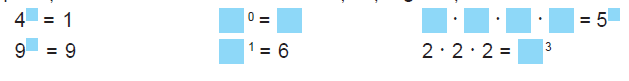 4□ = 1 □⁰ = □ □ · □ · □ · □ = 5□
9□ = 9 □¹ = 6 2 · 2 · 2 = □³